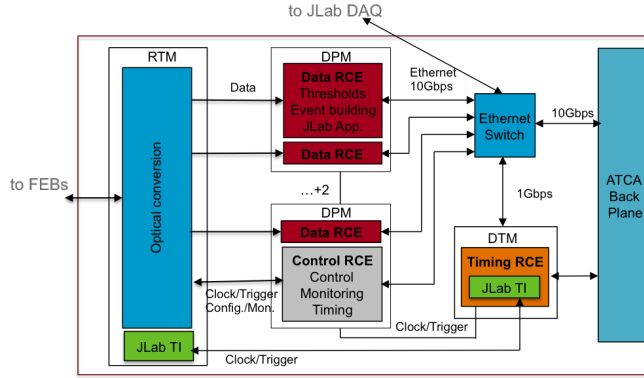 to JLab DAQ
RTM
DPM
Data
Data RCE
Thresholds
Event building
JLab App.
Ethernet
10Gbps
Ethernet
Switch
10Gbps
Data RCE
to FEBs
Optical conversion
...+2
1Gbps
ATCA
Back
Plane
DPM
Data RCE
DTM
Control RCE
Control
Monitoring
Timing
Timing RCE
JLab TI
Clock/Trigger
Config./Mon.
Clock/Trigger
JLab TI
Clock/Trigger